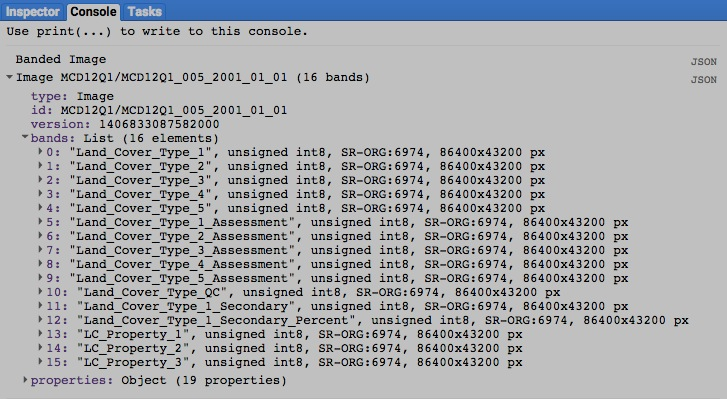 Inspector Console Tasks
Use print(...) to write to this console.
Banded Image JSON
Image MCD12Q1/MCD12Q1_005_2001_01_01 (16 bands) JSON
type: Image
id: MCD12Q1/MCD12Q1_005_2001_01_01
version: 1406833087582000
bands: List (16 elements)
0: "Land_Cover_Type_1", unsigned int8, SR-ORG:6974, 86400x43200 px
1: "Land_Cover_Type_2", unsigned int8, SR-ORG:6974, 86400x43200 px
2: "Land_Cover_Type_3", unsigned int8, SR-ORG:6974, 86400x43200 px
3: "Land_Cover_Type_4", unsigned int8, SR-ORG:6974, 86400x43200 px
4: "Land_Cover_Type_5", unsigned int8, SR-ORG:6974, 86400x43200 px
5: "Land_Cover_Type_1_Assessment", unsigned int8, SR-ORG:6974, 86400x43200 px
6: "Land_Cover_Type_2_Assessment", unsigned int8, SR-ORG:6974, 86400x43200 px
7: "Land_Cover_Type_3_Assessment", unsigned int8, SR-ORG:6974, 86400x43200 px
8: "Land_Cover_Type_4_Assessment", unsigned int8, SR-ORG:6974, 86400x43200 px
9: "Land_Cover_Type_5_Assessment", unsigned int8, SR-ORG:6974, 86400x43200 px
10: "Land_Cover_Type_QC", unsigned int8, SR-ORG:6974, 86400x43200 px
11: "Land_Cover_Type_1_Secondary", unsigned int8, SR-ORG:6974, 86400x43200 px
12: "Land_Cover_Type_1_Secondary_Percent", unsigned int8, SR-ORG:6974, 86400x43200 px
13: "LC_Property_1", unsigned int8, SR-ORG:6974, 86400x43200 px
14: "LC_Property_2", unsigned int8, SR-ORG:6974, 86400x43200 px
15: "LC_Property_3", unsigned int8, SR-ORG:6974, 86400x43200 px
properties: Object (19 properties)